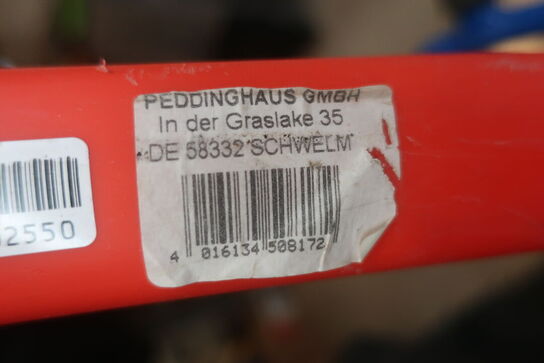 PEDDINGHAUS GMBH
In der Graslake 35
DE 58332 SCHWELM
4 016134 508172
2550